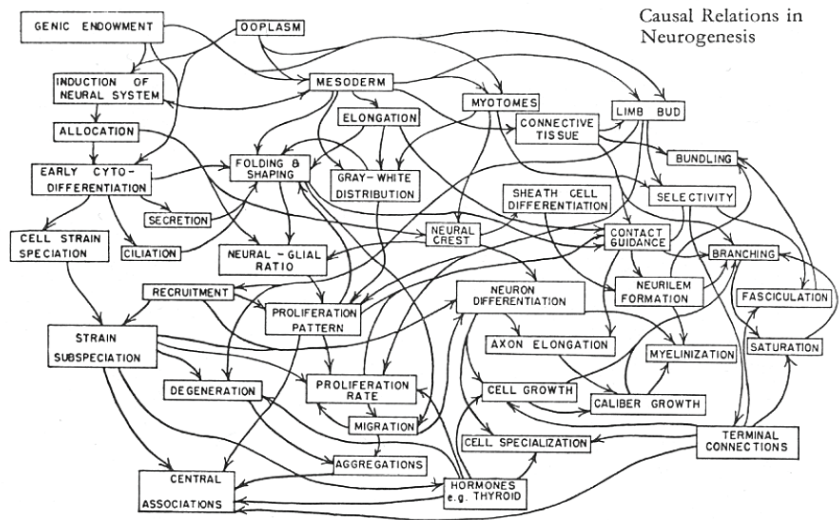 Causal Relations in
Neurogenesis
GENIC ENDOWMENT
OOPLASM
INDUCTION OF
NEURAL SYSTEM
MESODERM
MYOTOMES
LIMB BUD
ELONGATION
CONNECTIVE
TISSUE
ALLOCATION
BUNDLING
EARLY CYTO-
DIFFERENTIATION
FOLDING &
SHAPING
GRAY-WHITE
DISTRIBUTION
SHEATH CELL
DIFFERENTIATION
SELECTIVITY
SECRETION
CELL STRAIN
SPECIATION
CILIATION
NEURAL-GLIAL
RATIO
NEURAL
CREST
CONTACT
GUIDANCE
BRANCHING
RECRUITMENT
NEURON
DIFFERENTIATION
NEURILEM
FORMATION
FASCICULATION
PROLIFERATION
PATTERN
STRAIN
SUBSPECIATION
AXON ELONGATION
MYELINIZATION
SATURATION
DEGENERATION
PROLIFERATION
RATE
CELL GROWTH
CALIBER GROWTH
MIGRATION
CELL SPECIALIZATION
TERMINAL
CONNECTIONS
AGGREGATIONS
CENTRAL
ASSOCIATIONS
HORMONES
e.g. THYROID